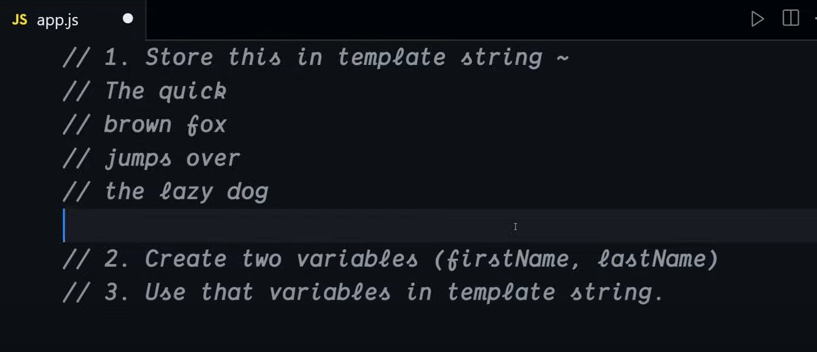 JS app.js
// 1. Store this in template string ~
// The quick
// brown fox
// jumps over
// the lazy dog
// 2. Create two variables (firstName, lastName)
// 3. Use that variables in template string.